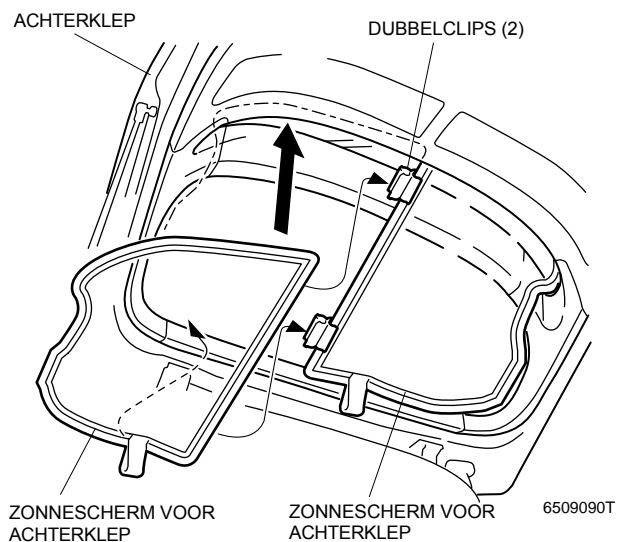 ACHTERKLEP
DUBBELCLIPS (2)
ZONNESCHERM VOOR
ACHTERKLEP
ZONNESCHERM VOOR
ACHTERKLEP
6509090T